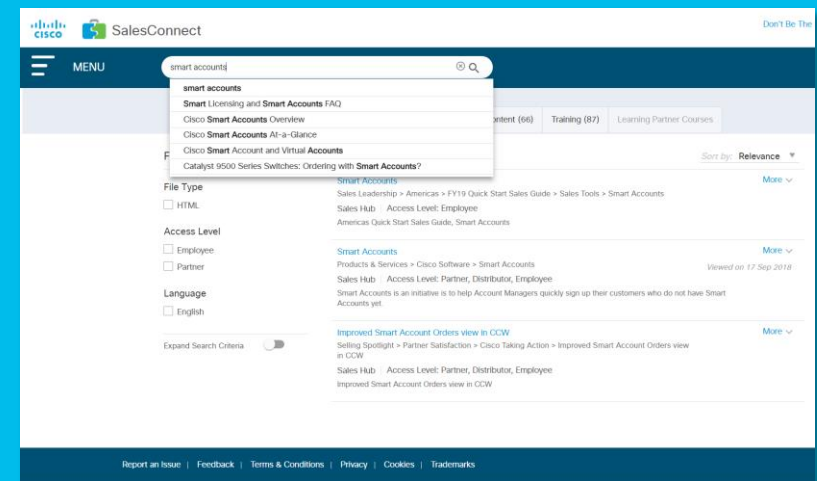 CISCO
SalesConnect
Don't Be The
MENU
smart accounts
smart accounts
Smart Licensing and Smart Accounts FAQ
Cisco Smart Accounts Overview
Cisco Smart Accounts At-a-Glance
Cisco Smart Account and Virtual Accounts
Catalyst 9500 Series Switches: Ordering with Smart Accounts?
ontent (66)
Training (87)
Learning Partner Courses
F
Sort by: Relevance
File Type
HTML
Access Level
Employee
Partner
Language
English
Expand Search Criteria
Smart Accounts
More
Sales Leadership > Americas > FY19 Quick Start Sales Guide > Sales Tools > Smart Accounts
Sales Hub | Access Level: Employee
Americas Quick Start Sales Guide, Smart Accounts
Smart Accounts
More
Products & Services > Cisco Software > Smart Accounts
Viewed on 17 Sep 2018
Sales Hub | Access Level: Partner, Distributor, Employee
Smart Accounts is an initiative is to help Account Managers quickly sign up their customers who do not have Smart
Accounts yet.
Improved Smart Account Orders view in CCW
More
Selling Spotlight > Partner Satisfaction > Cisco Taking Action > Improved Smart Account Orders view
in CCW
Sales Hub | Access Level: Partner, Distributor, Employee
Improved Smart Account Orders view in CCW
Report an Issue | Feedback | Terms & Conditions | Privacy | Cookies | Trademarks